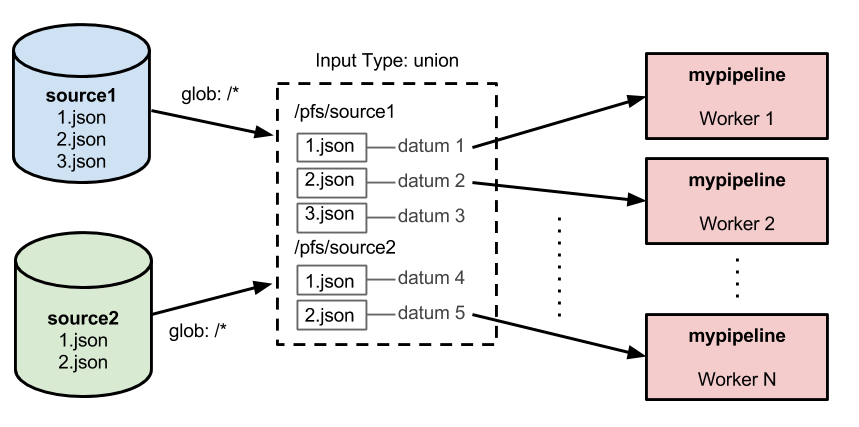 source1
1.json
2.json
3.json
glob: /*
source2
1.json
2.json
glob: /*
Input Type: union
/pfs/source1
1.json datum 1
2.json datum 2
3.json datum 3
/pfs/source2
1.json datum 4
2.json datum 5
mypipeline
Worker 1
mypipeline
Worker 2
mypipeline
Worker N